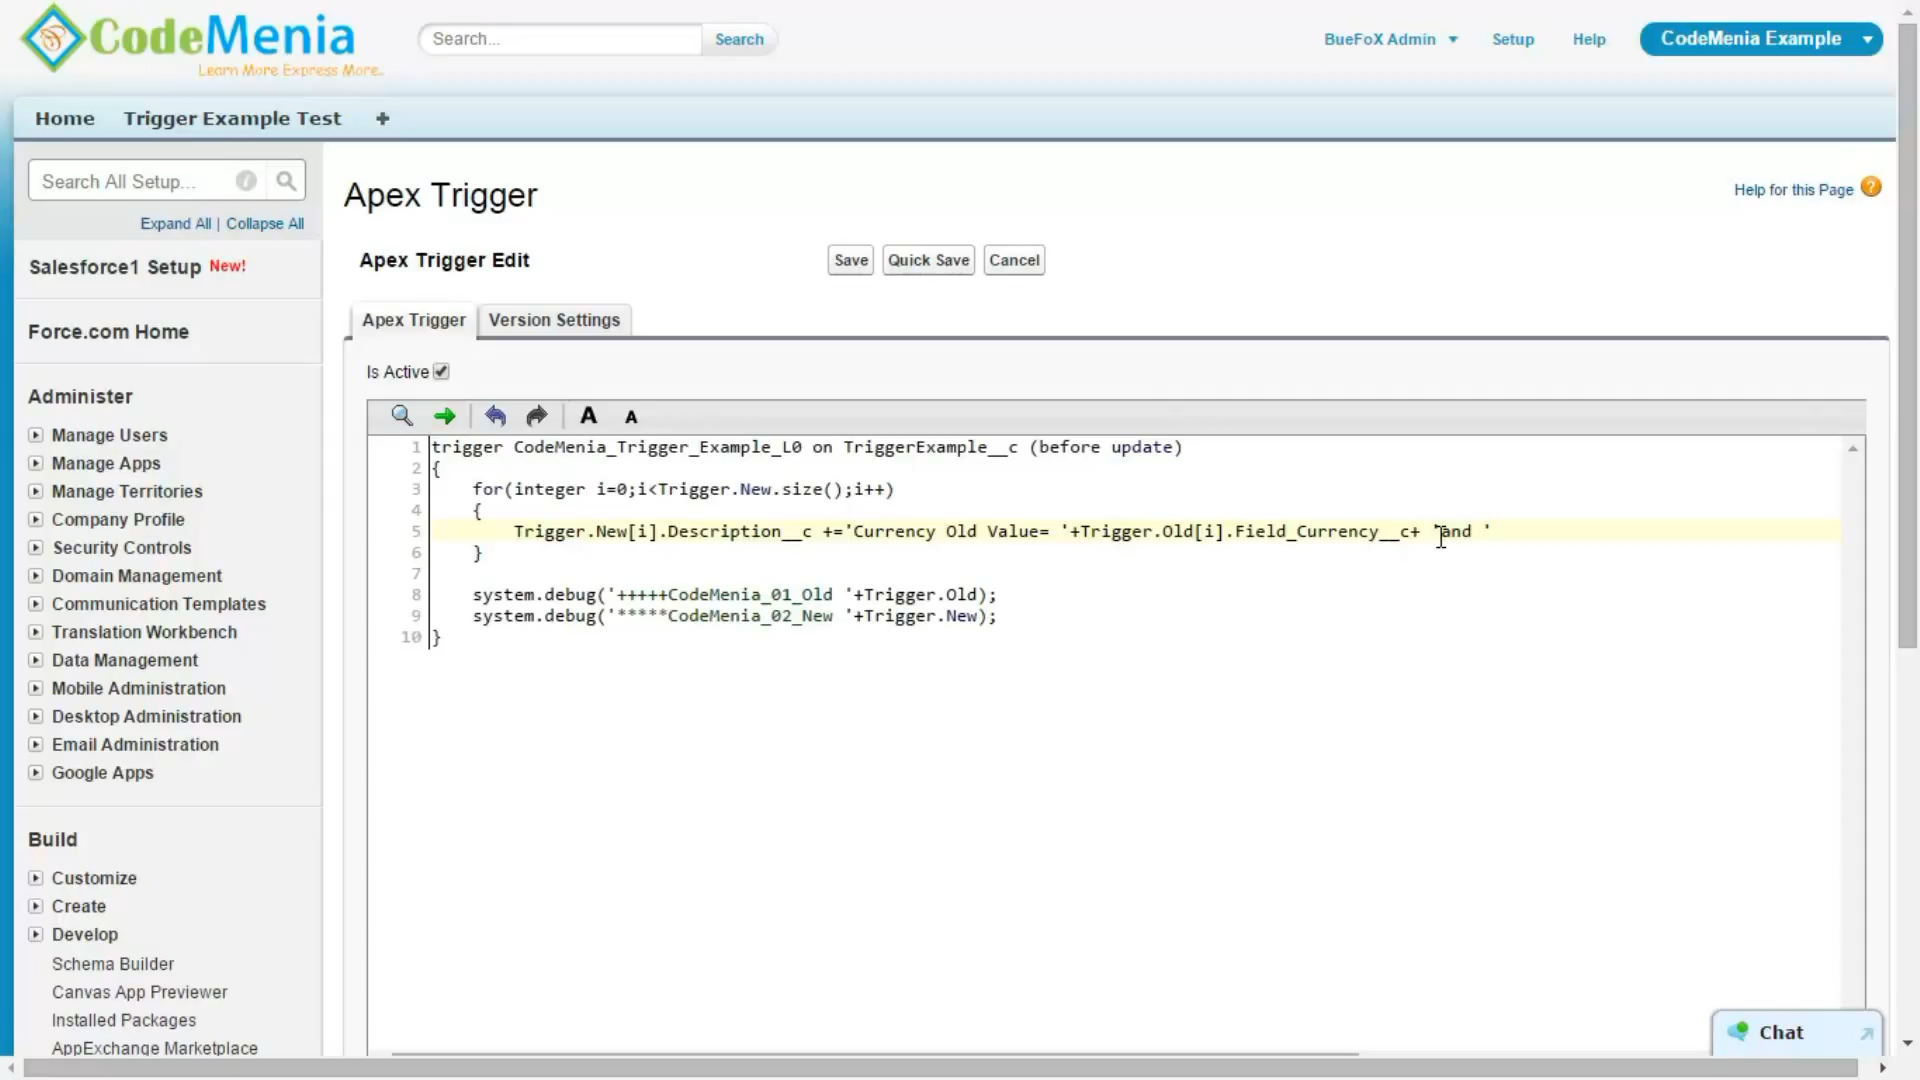 CodeMenia
Learn More Express More..
Search...
Search
BueFoX Admin
Setup
Help
CodeMenia Example
Home
Trigger Example Test
+
Search All Setup...
Expand All | Collapse All
Salesforce1 Setup New!
Force.com Home
Administer
Manage Users
Manage Apps
Manage Territories
Company Profile
Security Controls
Domain Management
Communication Templates
Translation Workbench
Data Management
Mobile Administration
Desktop Administration
Email Administration
Google Apps
Build
Customize
Create
Develop
Schema Builder
Canvas App Previewer
Installed Packages
AppExchange Marketplace
Apex Trigger
Help for this Page ?
Apex Trigger Edit
Save
Quick Save
Cancel
Apex Trigger
Version Settings
Is Active
A A
1 trigger CodeMenia_Trigger_Example_L0 on TriggerExample__c (before update)
2 {
3 for(integer i=0;i<Trigger.New.size();i++)
4 {
5 Trigger.New[i].Description__c +='Currency Old Value= '+Trigger.Old[i].Field_Currency__c+ 'and '
6 }
7
8 system.debug('+++++CodeMenia_01_Old '+Trigger.Old);
9 system.debug('*****CodeMenia_02_New '+Trigger.New);
10 }
Chat